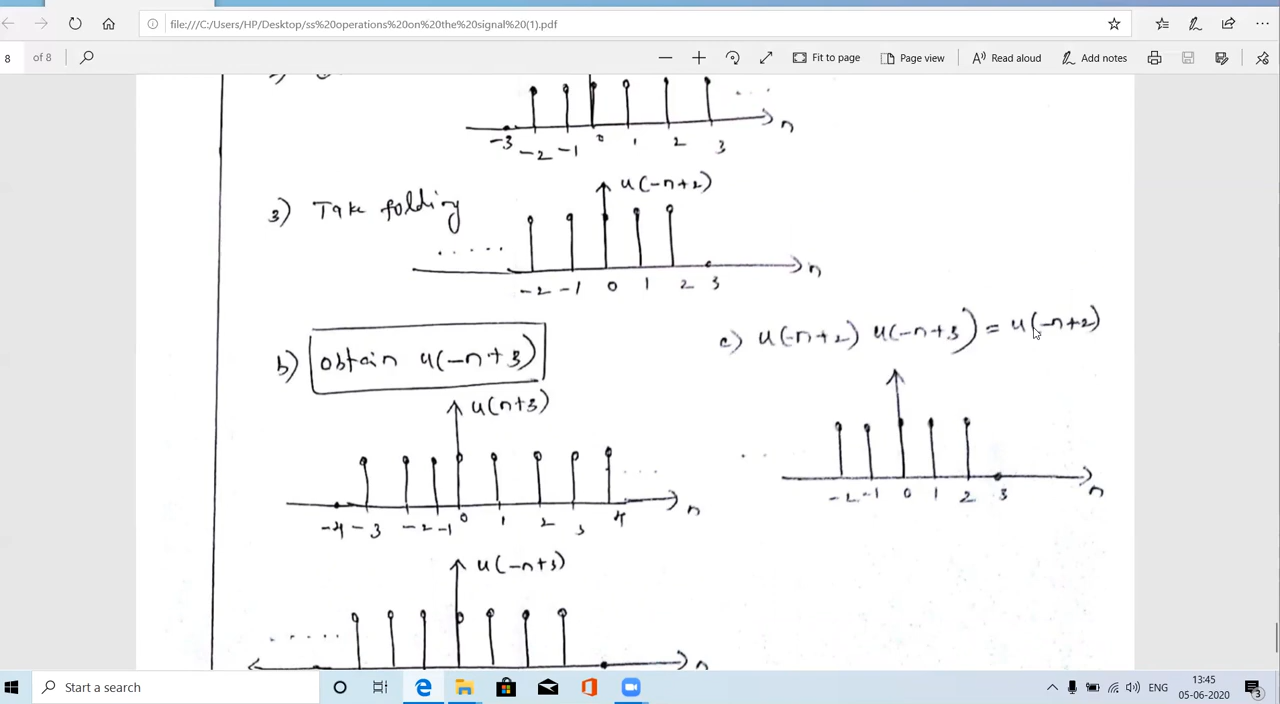 file:///C:/Users/HP/Desktop/ss%20operations%20on%20the%20signal%20(1).pdf
8 of 8
Fit to page
Page view
Read aloud
Add notes
-3 -2 -1 0 1 2 3 n
3) Take folding
u(-n+2)
-2 -1 0 1 2 3 n
b) obtain u(-n+3)
u(n+3)
-4 -3 -2 -1 0 1 2 3 4 n
u(-n+3)
n
c) u(-n+2) u(-n+3) = u(-n+2)
-2 -1 0 1 2 3 n
Start a search
ENG
13:45
05-06-2020
3